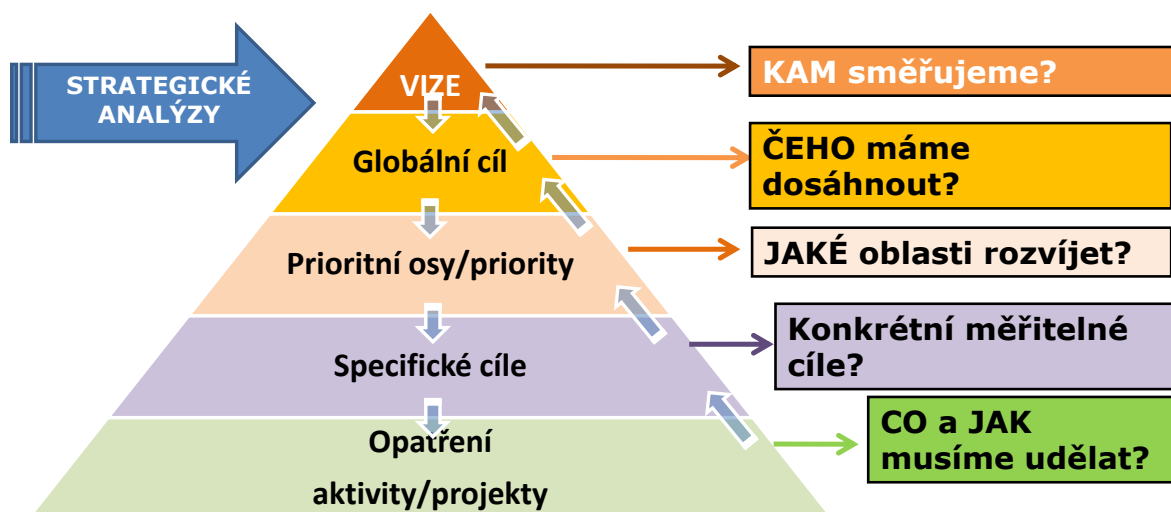 STRATEGICKÉ
ANALÝZY
VIZE
KAM směřujeme?
Globální cíl
ČEHO máme
dosáhnout?
Prioritní osy/priority
JAKÉ oblasti rozvíjet?
Specifické cíle
Konkrétní měřitelné
cíle?
Opatření
aktivity/projekty
CO a JAK
musíme udělat?